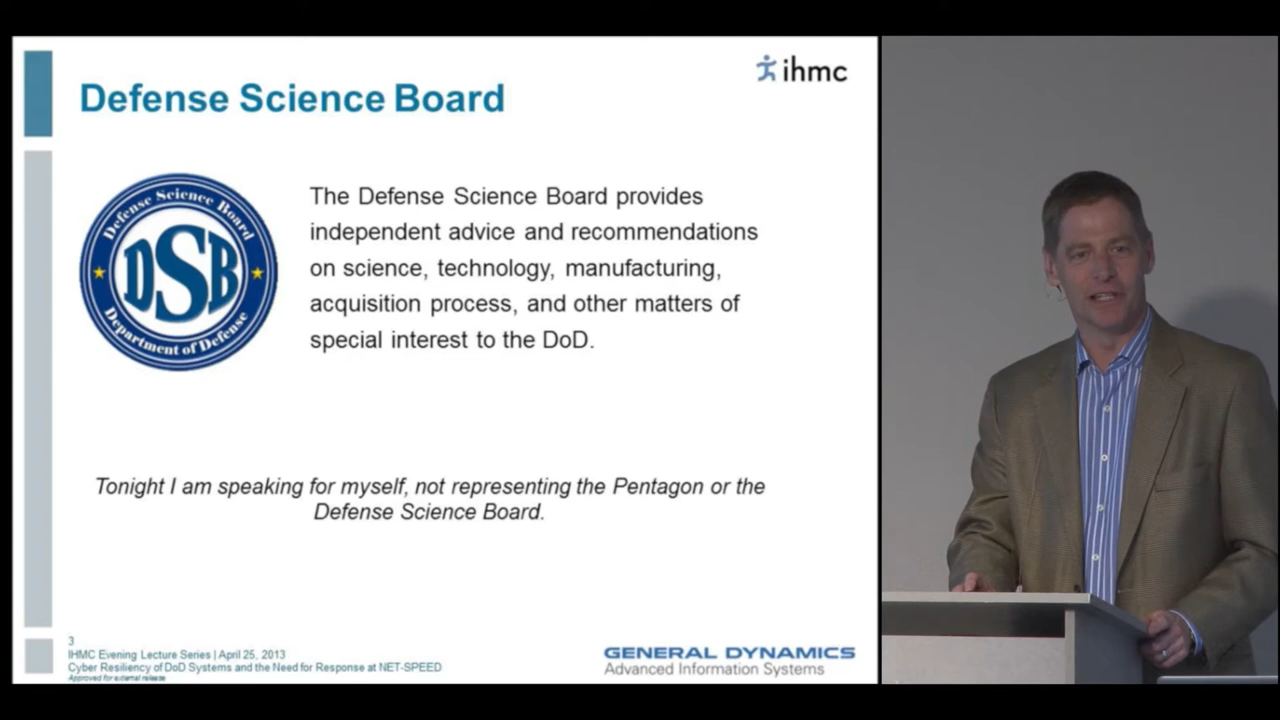 ihmc
Defense Science Board
Defense Science Board
DSB
Department of Defense
The Defense Science Board provides
independent advice and recommendations
on science, technology, manufacturing,
acquisition process, and other matters of
special interest to the DoD.
Tonight I am speaking for myself, not representing the Pentagon or the
Defense Science Board.
3
IHMC Evening Lecture Series | April 25, 2013
Cyber Resiliency of DoD Systems and the Need for Response at NET-SPEED
Approved for external release
GENERAL DYNAMICS
Advanced Information Systems